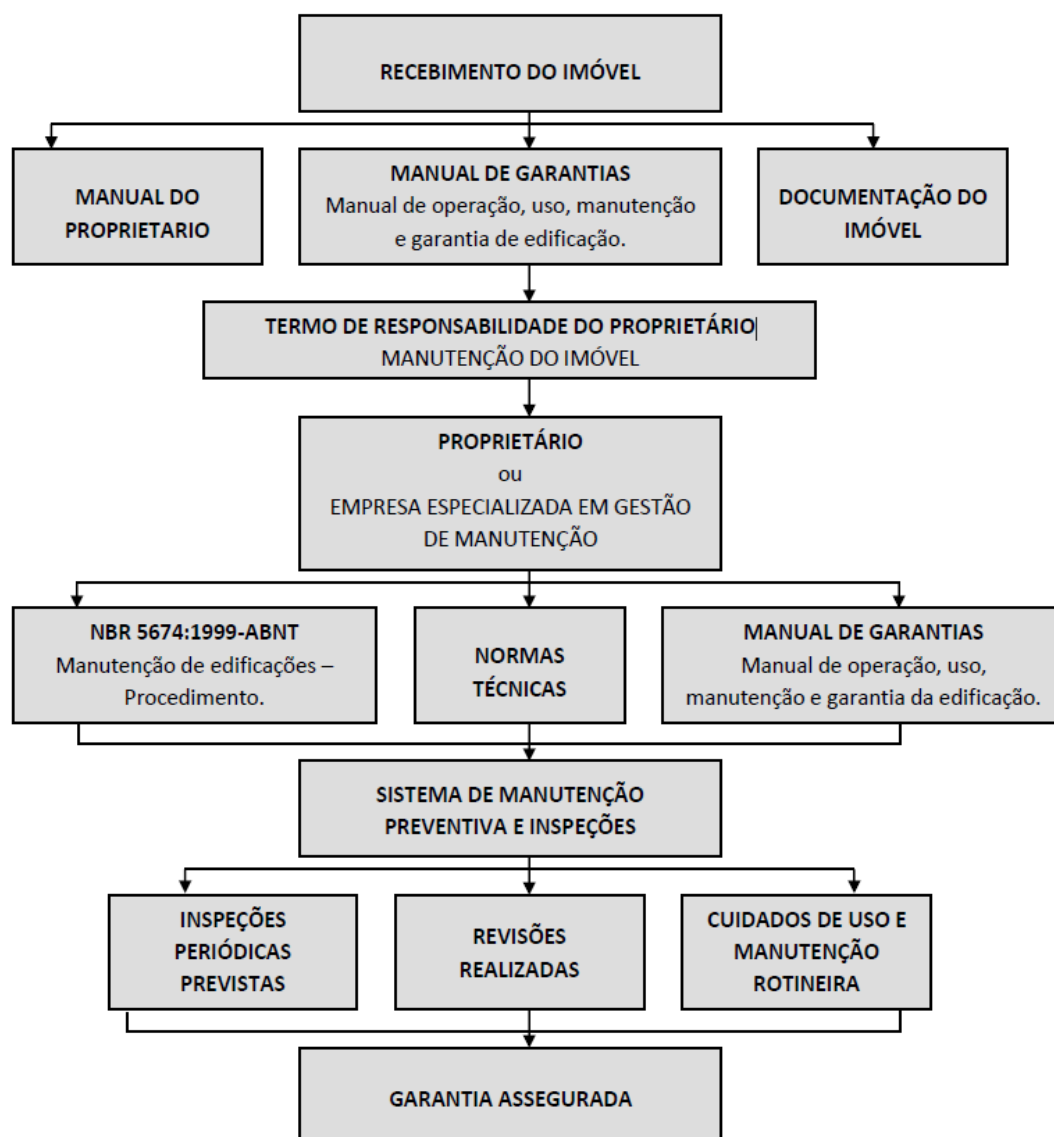 RECEBIMENTO DO IMÓVEL
MANUAL DO
PROPRIETARIO
MANUAL DE GARANTIAS
Manual de operação, uso, manutenção
e garantia de edificação.
DOCUMENTAÇÃO DO
IMÓVEL
TERMO DE RESPONSABILIDADE DO PROPRIETÁRIO
MANUTENÇÃO DO IMÓVEL
PROPRIETÁRIO
ou
EMPRESA ESPECIALIZADA EM GESTÃO
DE MANUTENÇÃO
NBR 5674:1999-ABNT
Manutenção de edificações –
Procedimento.
NORMAS
TÉCNICAS
MANUAL DE GARANTIAS
Manual de operação, uso,
manutenção e garantia da edificação.
SISTEMA DE MANUTENÇÃO
PREVENTIVA E INSPEÇÕES
INSPEÇÕES
PERIÓDICAS
PREVISTAS
REVISÕES
REALIZADAS
CUIDADOS DE USO E
MANUTENÇÃO
ROTINEIRA
GARANTIA ASSEGURADA